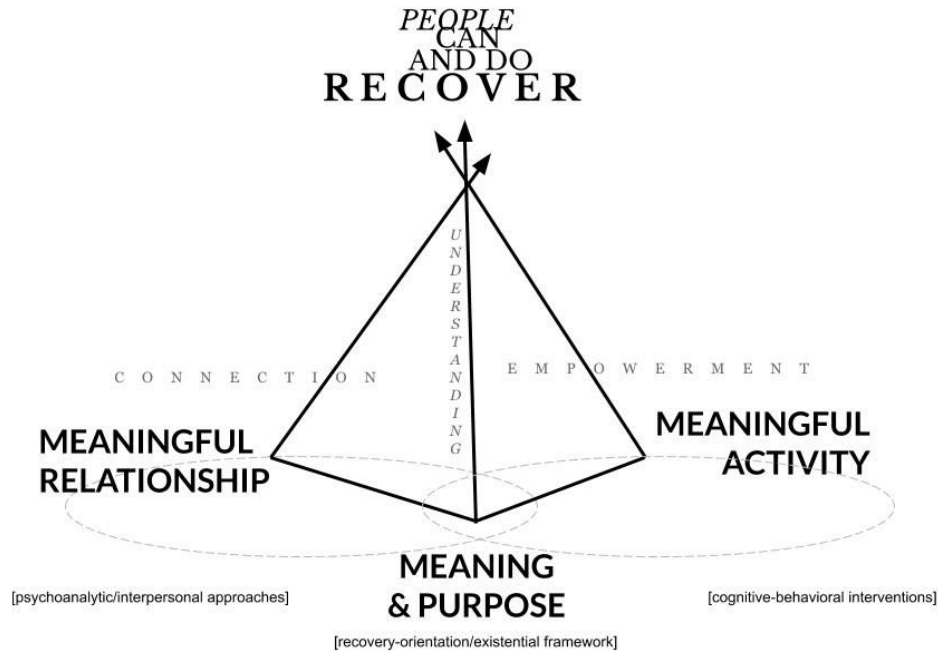 PEOPLE
CAN
AND DO
RECOVER
UNDERSTANDING
CONNECTION
EMPOWERMENT
MEANINGFUL
RELATIONSHIP
MEANINGFUL
ACTIVITY
MEANING
& PURPOSE
[psychoanalytic/interpersonal approaches]
[cognitive-behavioral interventions]
[recovery-orientation/existential framework]